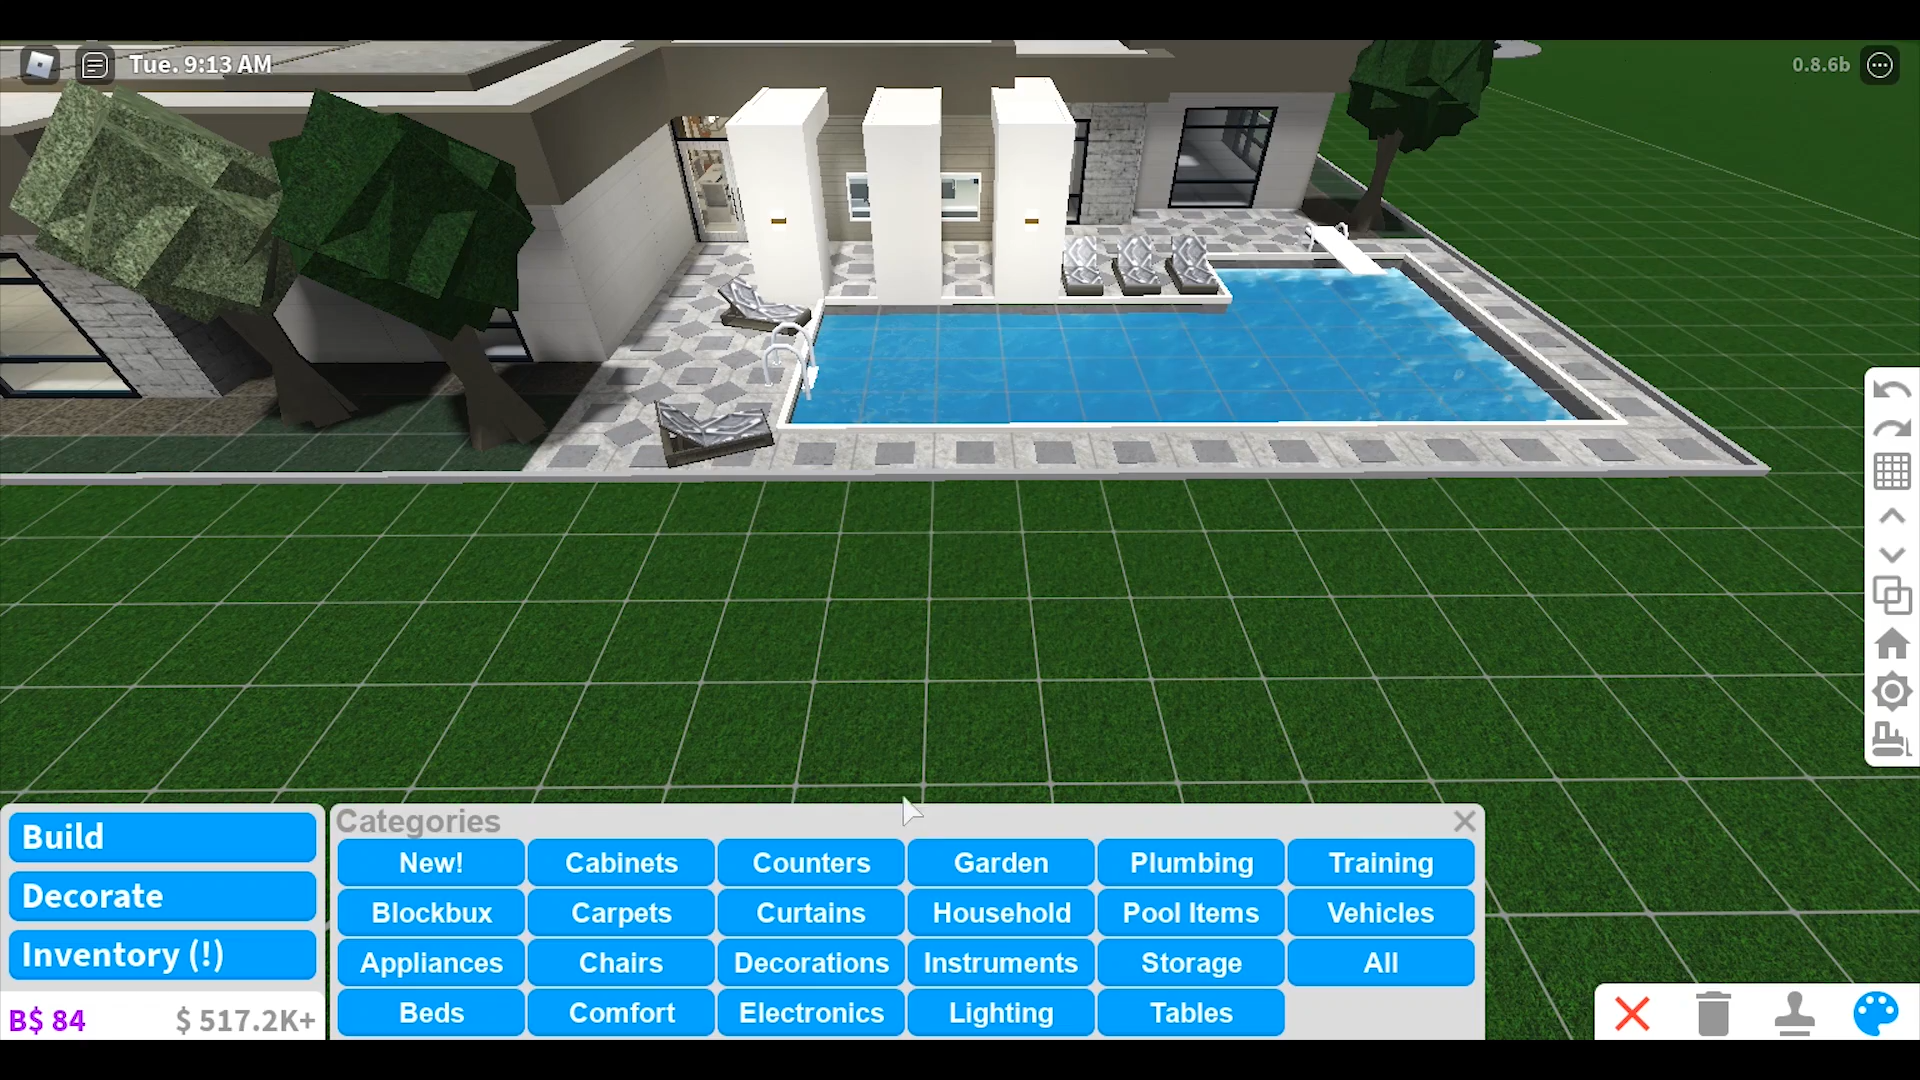 Tue. 9:13 AM
0.8.6b
Build
Decorate
Inventory (!)
B$ 84
$ 517.2K+
Categories
New!
Cabinets
Counters
Garden
Plumbing
Training
Blockbux
Carpets
Curtains
Household
Pool Items
Vehicles
Appliances
Chairs
Decorations
Instruments
Storage
All
Beds
Comfort
Electronics
Lighting
Tables